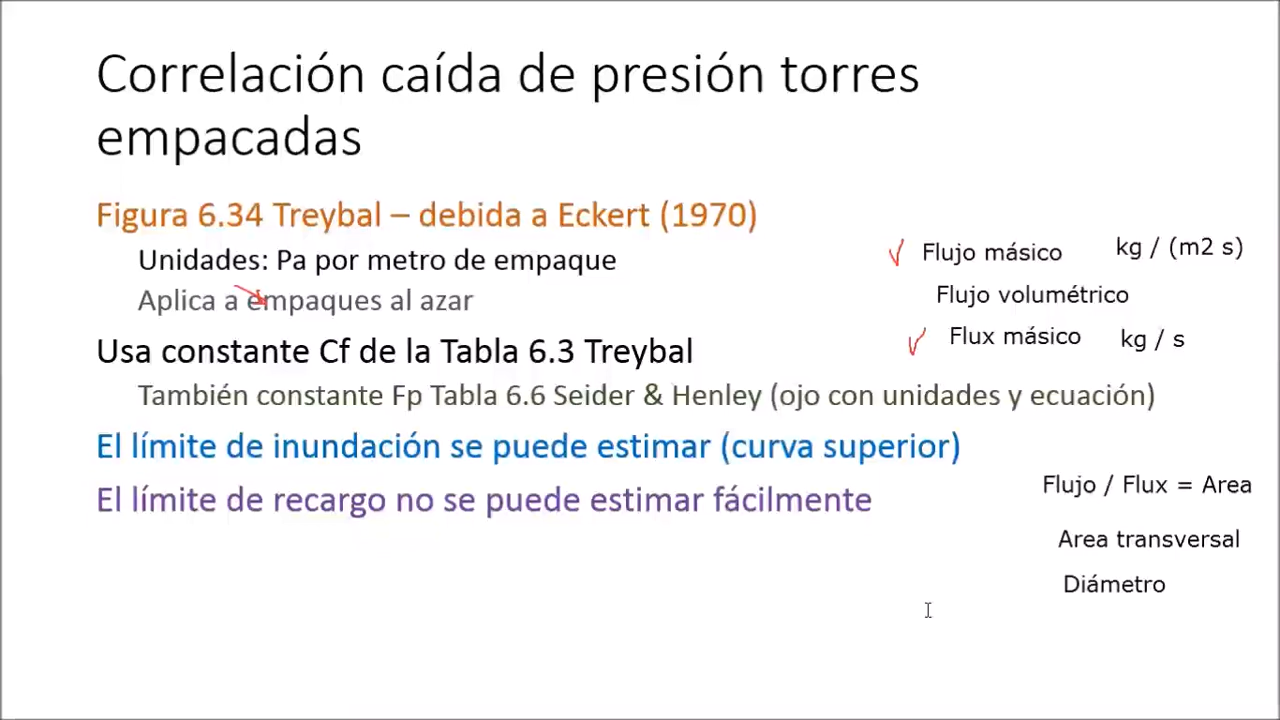 Correlación caída de presión torres
empacadas
Figura 6.34 Treybal – debida a Eckert (1970)
Unidades: Pa por metro de empaque
Aplica a empaques al azar
Usa constante Cf de la Tabla 6.3 Treybal
También constante Fp Tabla 6.6 Seider & Henley (ojo con unidades y ecuación)
El límite de inundación se puede estimar (curva superior)
El límite de recargo no se puede estimar fácilmente
Flujo másico kg / (m2 s)
Flujo volumétrico
Flux másico kg / s
Flujo / Flux = Area
Area transversal
Diámetro